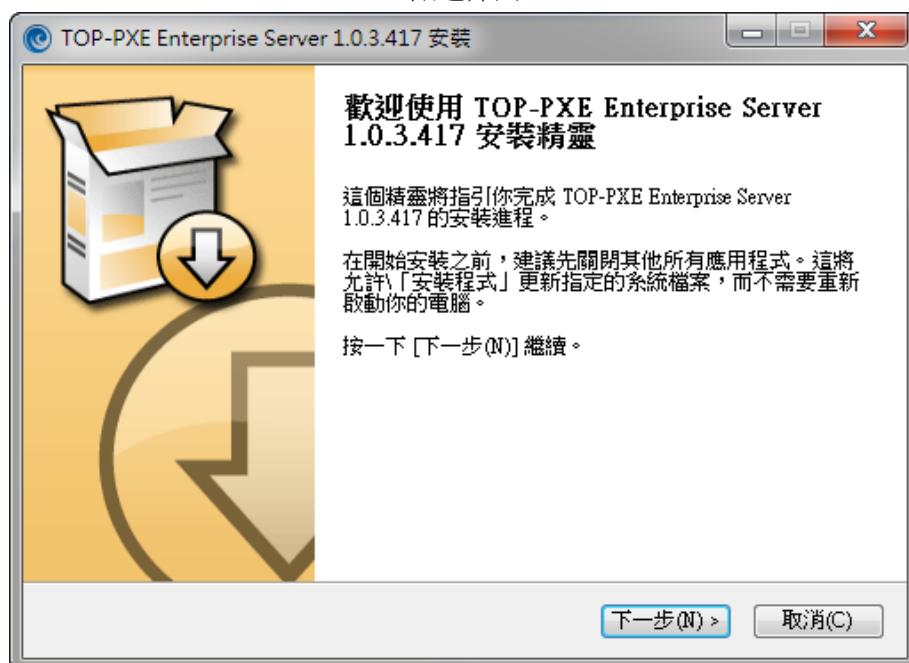 TOP-PXE Enterprise Server 1.0.3.417 安裝
歡迎使用 TOP-PXE Enterprise Server
1.0.3.417 安裝精靈
這個精靈將指引你完成 TOP-PXE Enterprise Server
1.0.3.417 的安裝進程。
在開始安裝之前，建議先關閉其他所有應用程式。這將
允許\「安裝程式」更新指定的系統檔案，而不需要重新
啟動你的電腦。
按一下 [下一步(N)] 繼續。
下一步(N) >
取消(C)